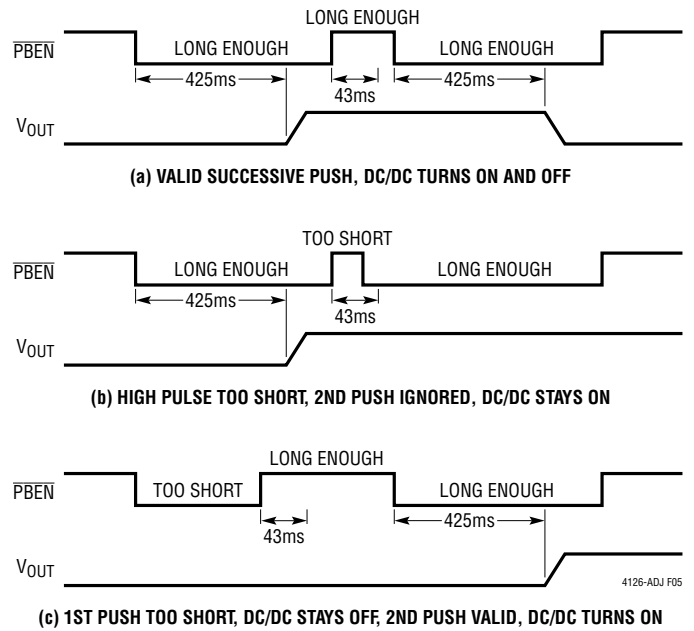 LONG ENOUGH
PBEN
LONG ENOUGH
LONG ENOUGH
425ms
43ms
425ms
VOUT
(a) VALID SUCCESSIVE PUSH, DC/DC TURNS ON AND OFF
TOO SHORT
PBEN
LONG ENOUGH
LONG ENOUGH
425ms
43ms
VOUT
(b) HIGH PULSE TOO SHORT, 2ND PUSH IGNORED, DC/DC STAYS ON
LONG ENOUGH
PBEN
TOO SHORT
LONG ENOUGH
43ms
425ms
VOUT
4126-ADJ F05
(c) 1ST PUSH TOO SHORT, DC/DC STAYS OFF, 2ND PUSH VALID, DC/DC TURNS ON